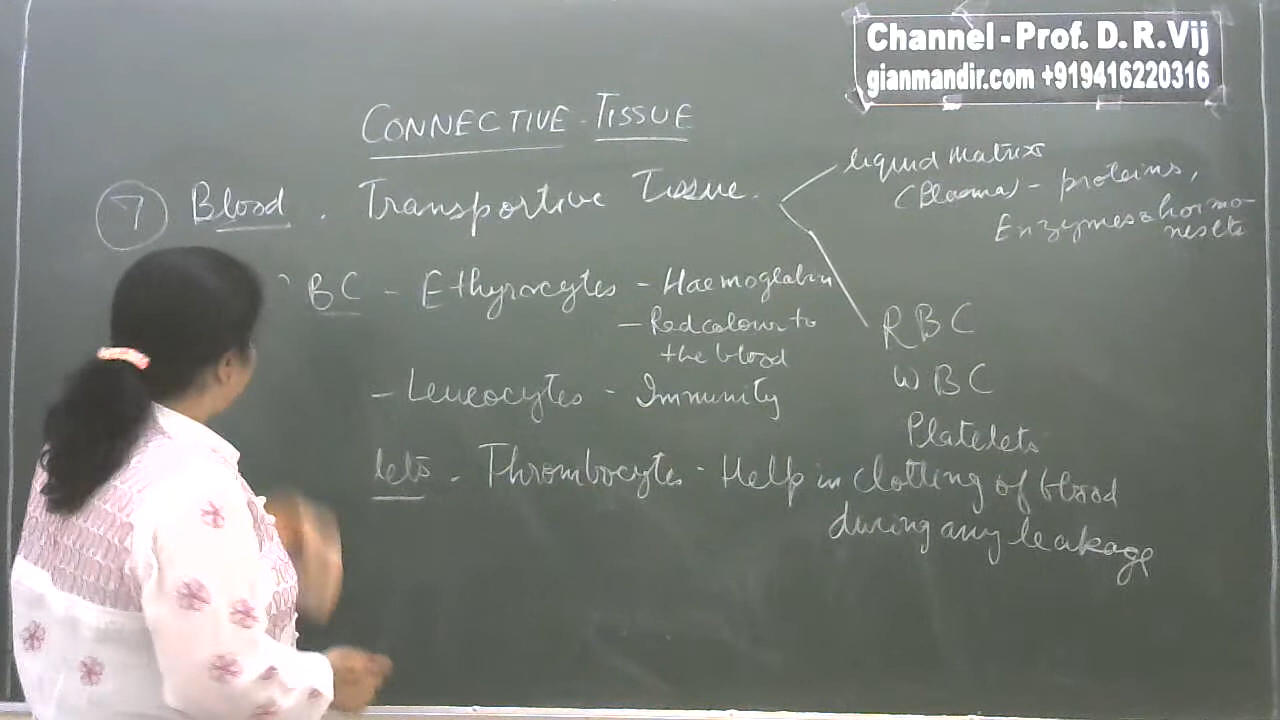 Channel - Prof. D. R. Vij
gianmandir.com +919416220316
CONNECTIVE TISSUE
7 Blood. Transportive Tissue.
liquid Matrix
(Plasma) - proteins,
Enzymes & hormo-
nes etc
BC - Ethyrocytes - Haemoglobin
- Red colour to
the blood
RBC
WBC
Platelets
- Leucocytes - Immunity
lets - Thrombocytes - Help in clotting of blood
during any leakage